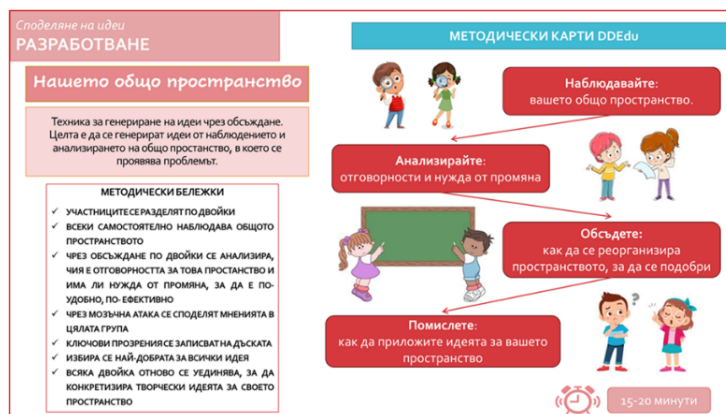 Споделяне на идеи
РАЗРАБОТВАНЕ
Нашето общо пространство
Техника за генериране на идеи чрез обсъждане.
Целта е да се генерират идеи от наблюдението и
анализирането на общо простанство, в което се
проявява проблемът.
МЕТОДИЧЕСКИ БЕЛЕЖКИ
✓ УЧАСТНИЦИТЕ СЕ РАЗДЕЛЯТ ПО ДВОЙКИ
✓ ВСЕКИ САМОСТОЯТЕЛНО НАБЛЮДАВА ОБЩОТО
ПРОСТРАНСТВОТО
✓ ЧРЕЗ ОБСЪЖДАНЕ ПО ДВОЙКИ СЕ АНАЛИЗИРА,
ЧИЯ Е ОТГОВОРНОСТТА ЗА ТОВА ПРОСТАНСТВО И
ИМА ЛИ НУЖДА ОТ ПРОМЯНА, ЗА ДА Е ПО-
УДОБНО, ПО- ЕФЕКТИВНО
✓ ЧРЕЗ МОЗЪЧНА АТАКА СЕ СПОДЕЛЯТ МНЕНИЯТА В
ЦЯЛАТА ГРУПА
✓ КЛЮЧОВИ ПРОЗРЕНИЯ СЕ ЗАПИСВАТ НА ДЪСКАТА
✓ ИЗБИРА СЕ НАЙ-ДОБРАТА ЗА ВСИЧКИ ИДЕЯ
✓ ВСЯКА ДВОЙКА ОТНОВО СЕ УЕДИНЯВА, ЗА ДА
КОНКРЕТИЗИРА ТВОРЧЕСКИ ИДЕЯТА ЗА СВОЕТО
ПРОСТРАНСТВО
МЕТОДИЧЕСКИ КАРТИ DDEdu
Наблюдавайте:
вашето общо пространство.
Анализирайте:
отговорности и нужда от промяна
Обсъдете:
как да се реорганизира
пространството, за да се подобри
Помислете:
как да приложите идеята за вашето
пространство
?
15-20 минути